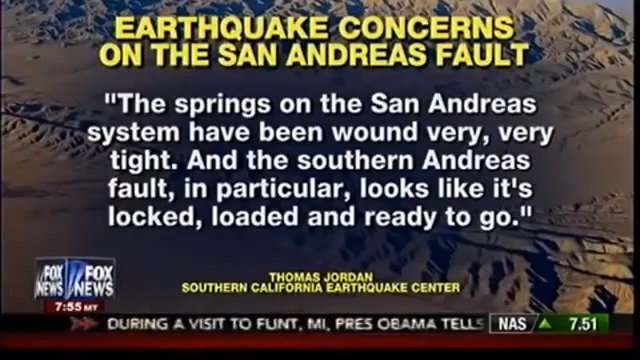 EARTHQUAKE CONCERNS
ON THE SAN ANDREAS FAULT
"The springs on the San Andreas
system have been wound very, very
tight. And the southern Andreas
fault, in particular, looks like it's
locked, loaded and ready to go."
THOMAS JORDAN
SOUTHERN CALIFORNIA EARTHQUAKE CENTER
FOX NEWS FOX NEWS
7:55 MT
DURING A VISIT TO FLINT, MI, PRES OBAMA TELLS NAS 7.51